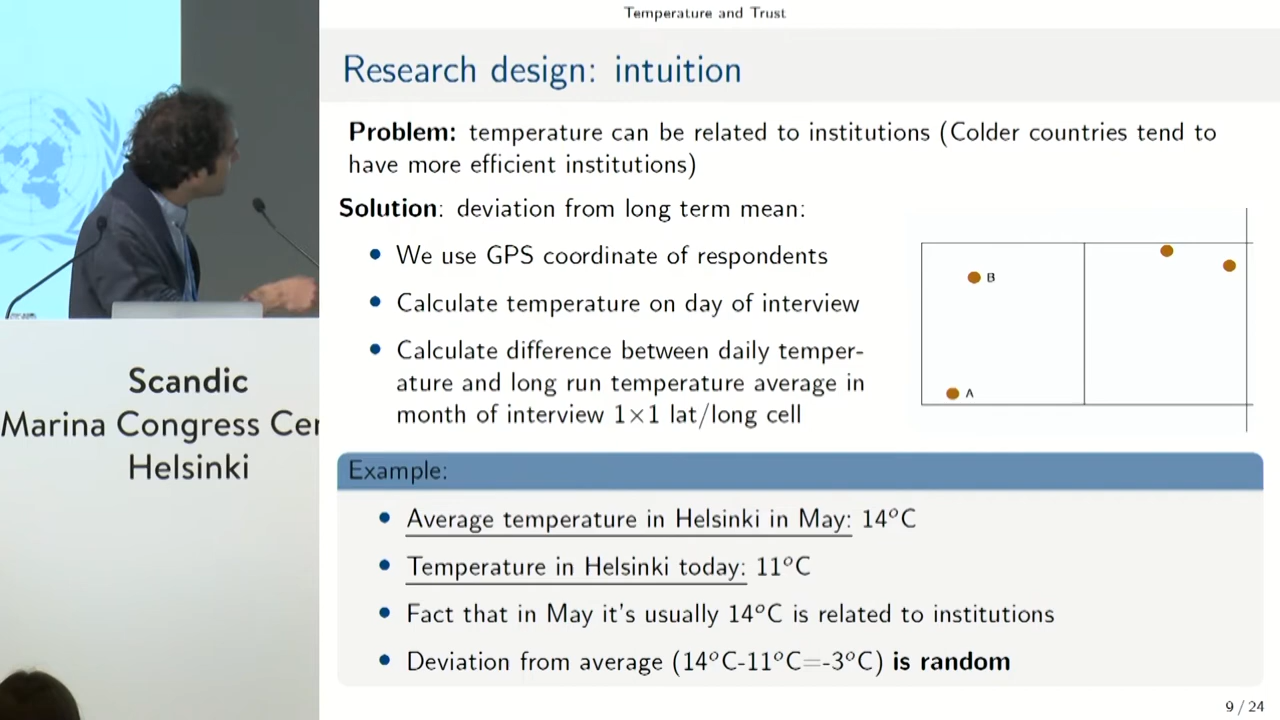 Temperature and Trust
Research design: intuition
Problem: temperature can be related to institutions (Colder countries tend to
have more efficient institutions)
Solution: deviation from long term mean:
• We use GPS coordinate of respondents
• Calculate temperature on day of interview
• Calculate difference between daily temper-
ature and long run temperature average in
month of interview 1×1 lat/long cell
B
A
Example:
• Average temperature in Helsinki in May: 14°C
• Temperature in Helsinki today: 11°C
• Fact that in May it's usually 14°C is related to institutions
• Deviation from average (14°C-11°C=-3°C) is random
9 / 24
Scandic
Marina Congress Cer
Helsinki